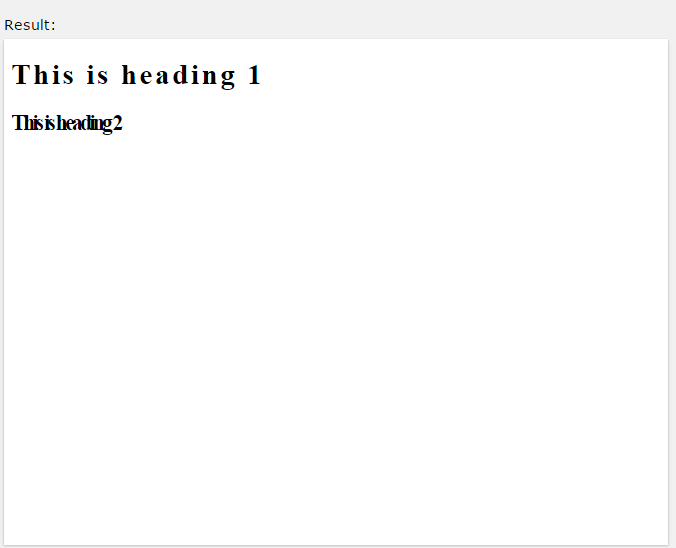 Result:
This is heading 1
This is heading 2